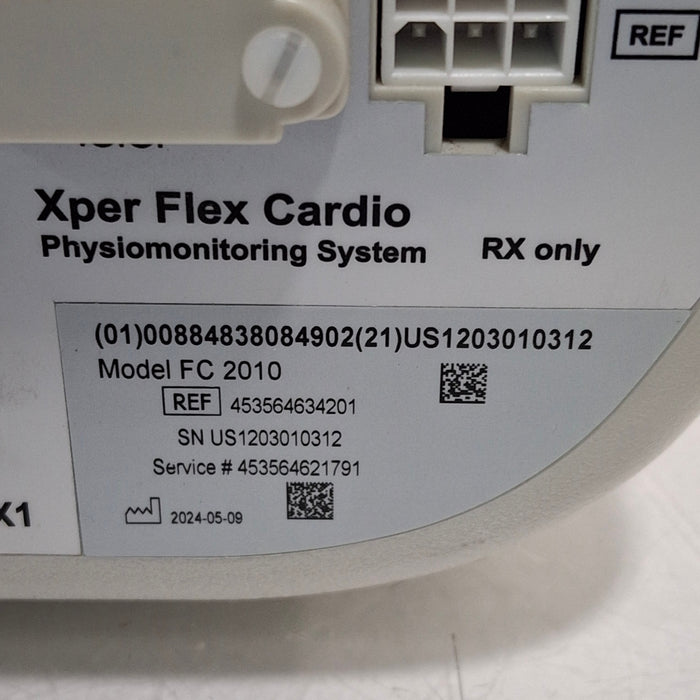 REF
Xper Flex Cardio
Physiomonitoring System RX only
(01)00884838084902(21)US1203010312
Model FC 2010
REF 453564634201
SN US1203010312
Service # 453564621791
X1
2024-05-09